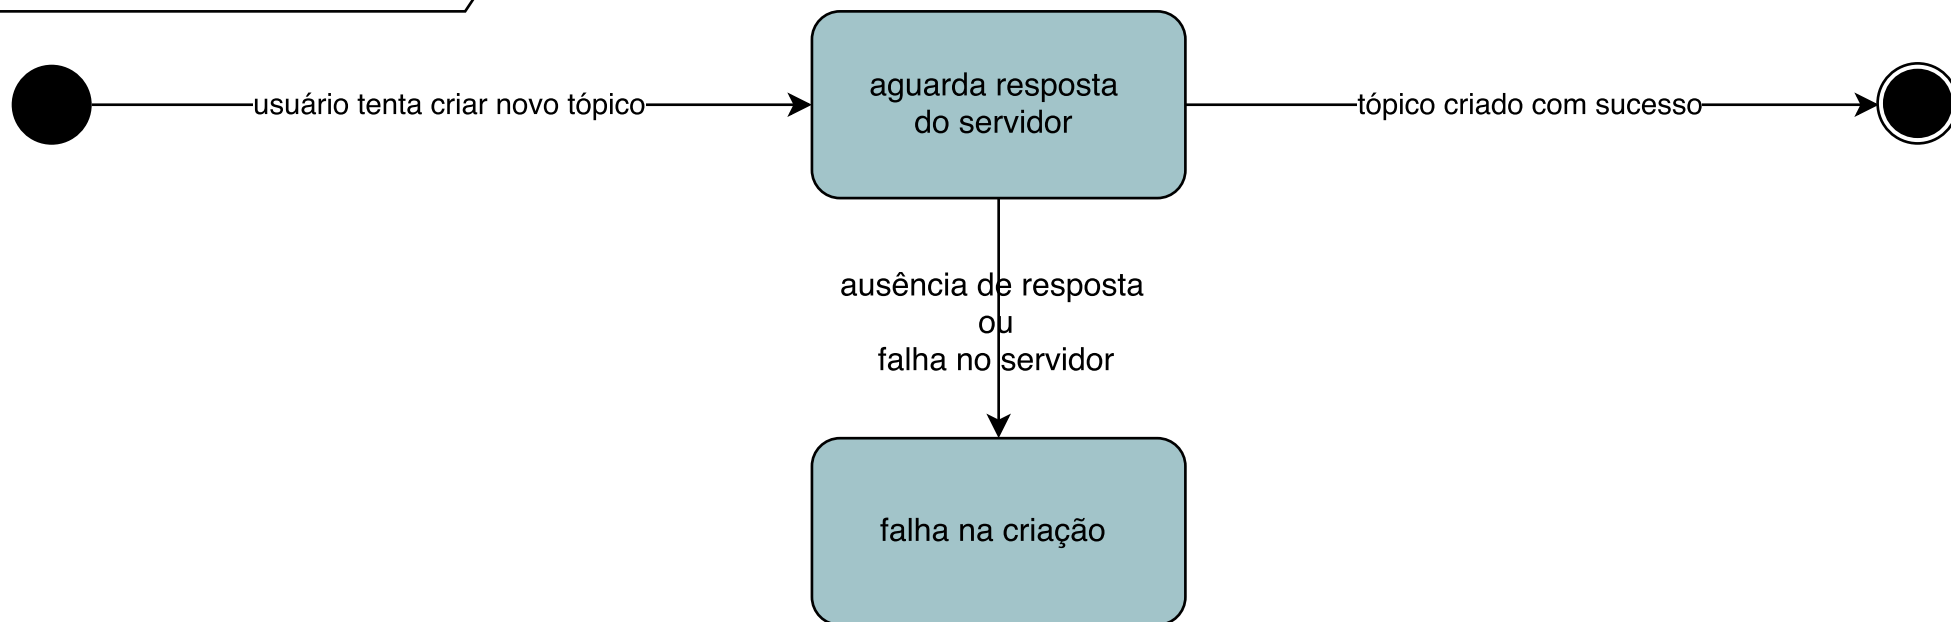 usuário tenta criar novo tópico
aguarda resposta
do servidor
tópico criado com sucesso
ausência de resposta
ou
falha no servidor
falha na criação